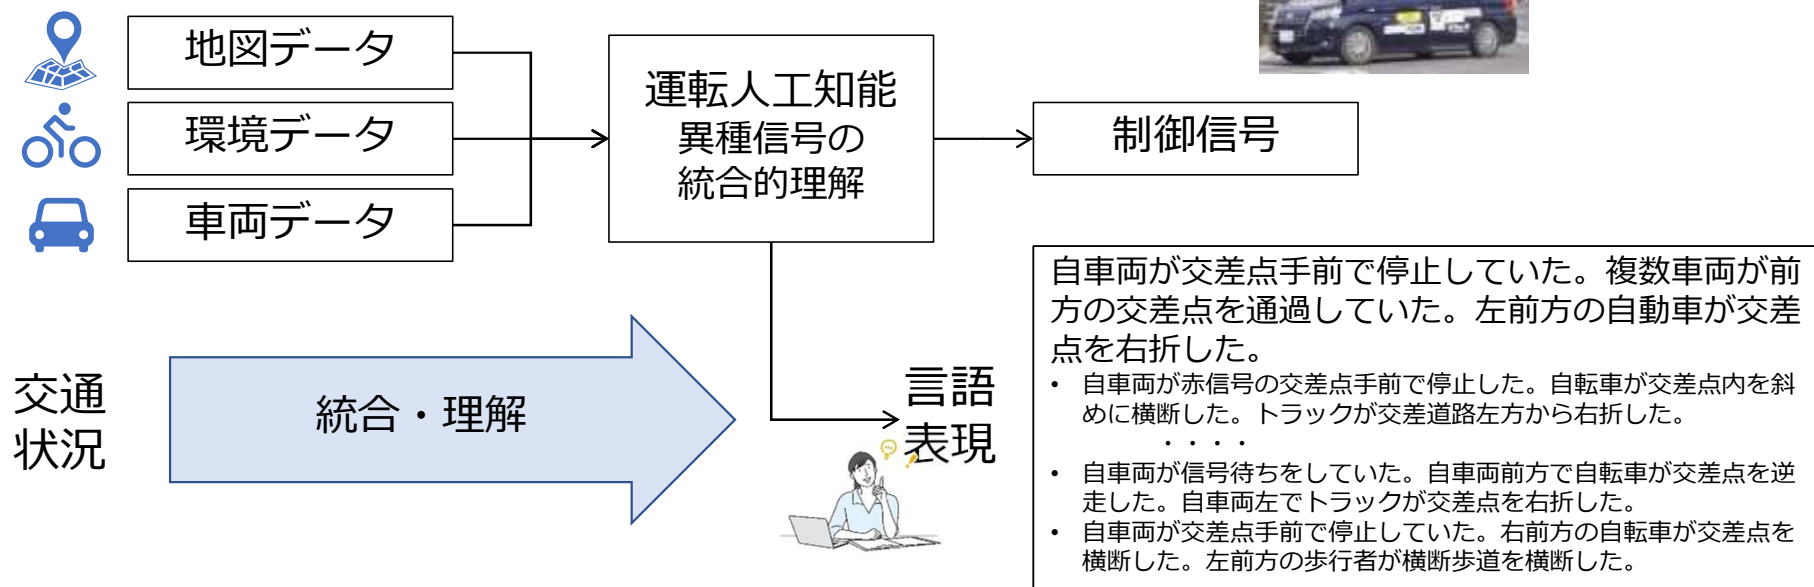 地図データ
環境データ
車両データ
運転人工知能
異種信号の
統合的理解
制御信号
交通
状況
統合・理解
言語
表現
自車両が交差点手前で停止していた。複数車両が前
方の交差点を通過していた。左前方の自動車が交差
点を右折した。
• 自車両が赤信号の交差点手前で停止した。自転車が交差点内を斜
めに横断した。トラックが交差道路左方から右折した。
・・・・
• 自車両が信号待ちをしていた。自車両前方で自転車が交差点を逆
走した。自車両左でトラックが交差点を右折した。
• 自車両が交差点手前で停止していた。右前方の自転車が交差点を
横断した。左前方の歩行者が横断歩道を横断した。